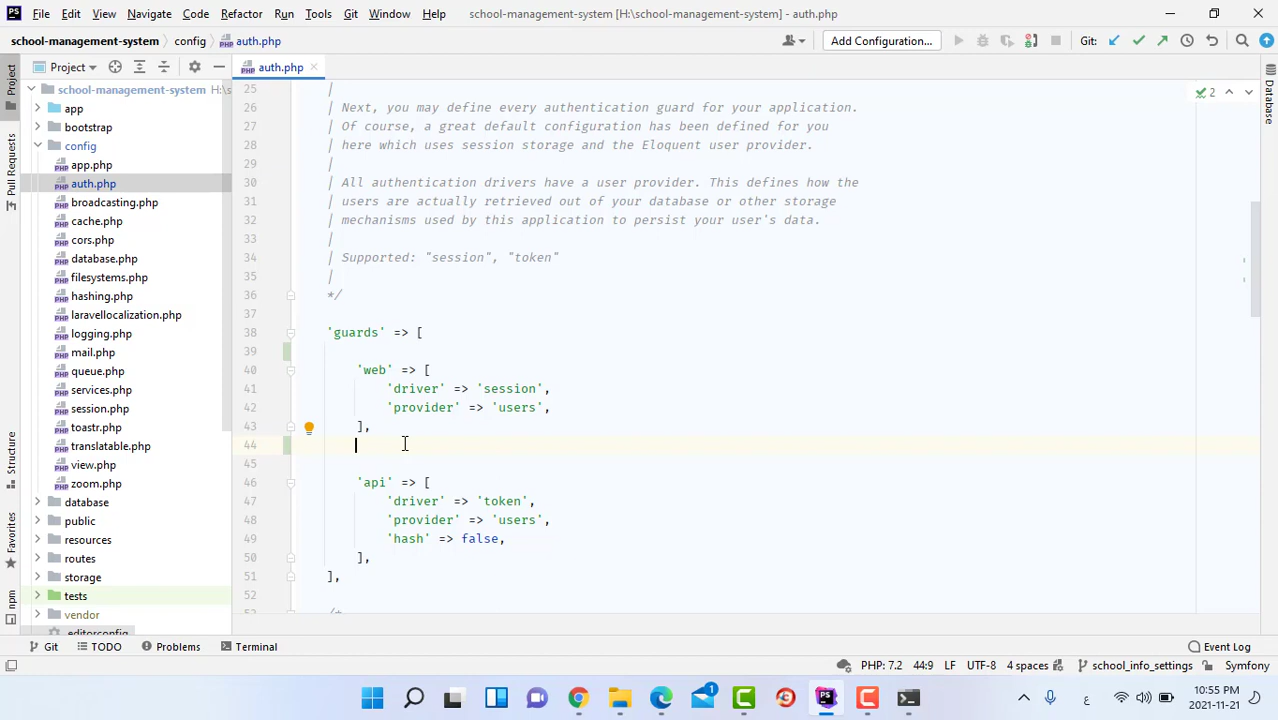 PS File Edit View Navigate Code Refactor Run Tools Git Window Help school-management-system [H:\school-management-system] - auth.php
school-management-system config auth.php Add Configuration... Git:
Project auth.php
school-management-system H:\s
app
bootstrap
config
app.php
auth.php
broadcasting.php
cache.php
cors.php
database.php
filesystems.php
hashing.php
laravellocalization.php
logging.php
mail.php
queue.php
services.php
session.php
toastr.php
translatable.php
view.php
zoom.php
database
public
resources
routes
storage
tests
vendor
.editorconfig
Project
Pull Requests
Structure
Favorites
npm
Database
2
25 |
26 | Next, you may define every authentication guard for your application.
27 | Of course, a great default configuration has been defined for you
28 | here which uses session storage and the Eloquent user provider.
29 |
30 | All authentication drivers have a user provider. This defines how the
31 | users are actually retrieved out of your database or other storage
32 | mechanisms used by this application to persist your user's data.
33 |
34 | Supported: "session", "token"
35 |
36 */
37
38 'guards' => [
39
40 'web' => [
41 'driver' => 'session',
42 'provider' => 'users',
43 ],
44
45
46 'api' => [
47 'driver' => 'token',
48 'provider' => 'users',
49 'hash' => false,
50 ],
51 ],
52
53 /*
Git TODO Problems Terminal Event Log
PHP: 7.2 44:9 LF UTF-8 4 spaces school_info_settings Symfony
1 PS ع 10:55 PM
2021-11-21